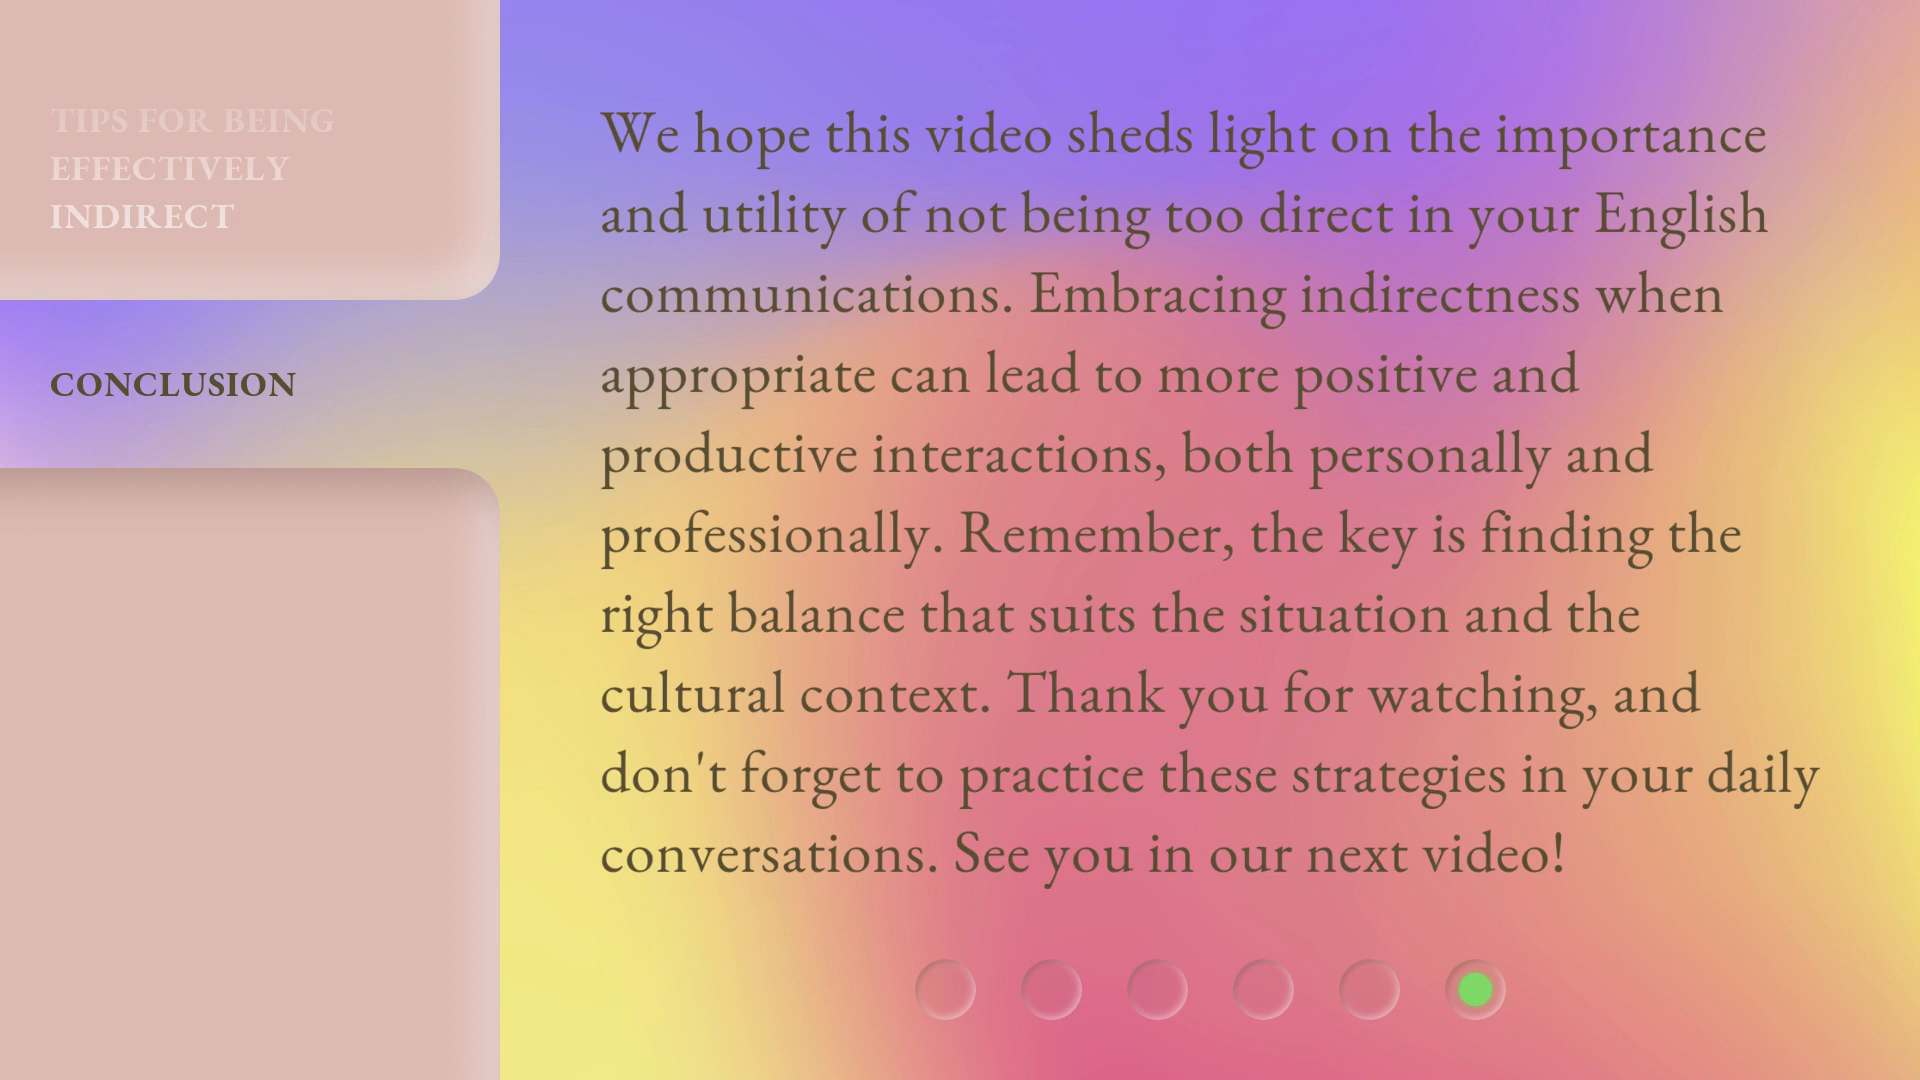 TIPS FOR BEING
EFFECTIVELY
INDIRECT
CONCLUSION
We hope this video sheds light on the importance
and utility of not being too direct in your English
communications. Embracing indirectness when
appropriate can lead to more positive and
productive interactions, both personally and
professionally. Remember, the key is finding the
right balance that suits the situation and the
cultural context. Thank you for watching, and
don't forget to practice these strategies in your daily
conversations. See you in our next video!